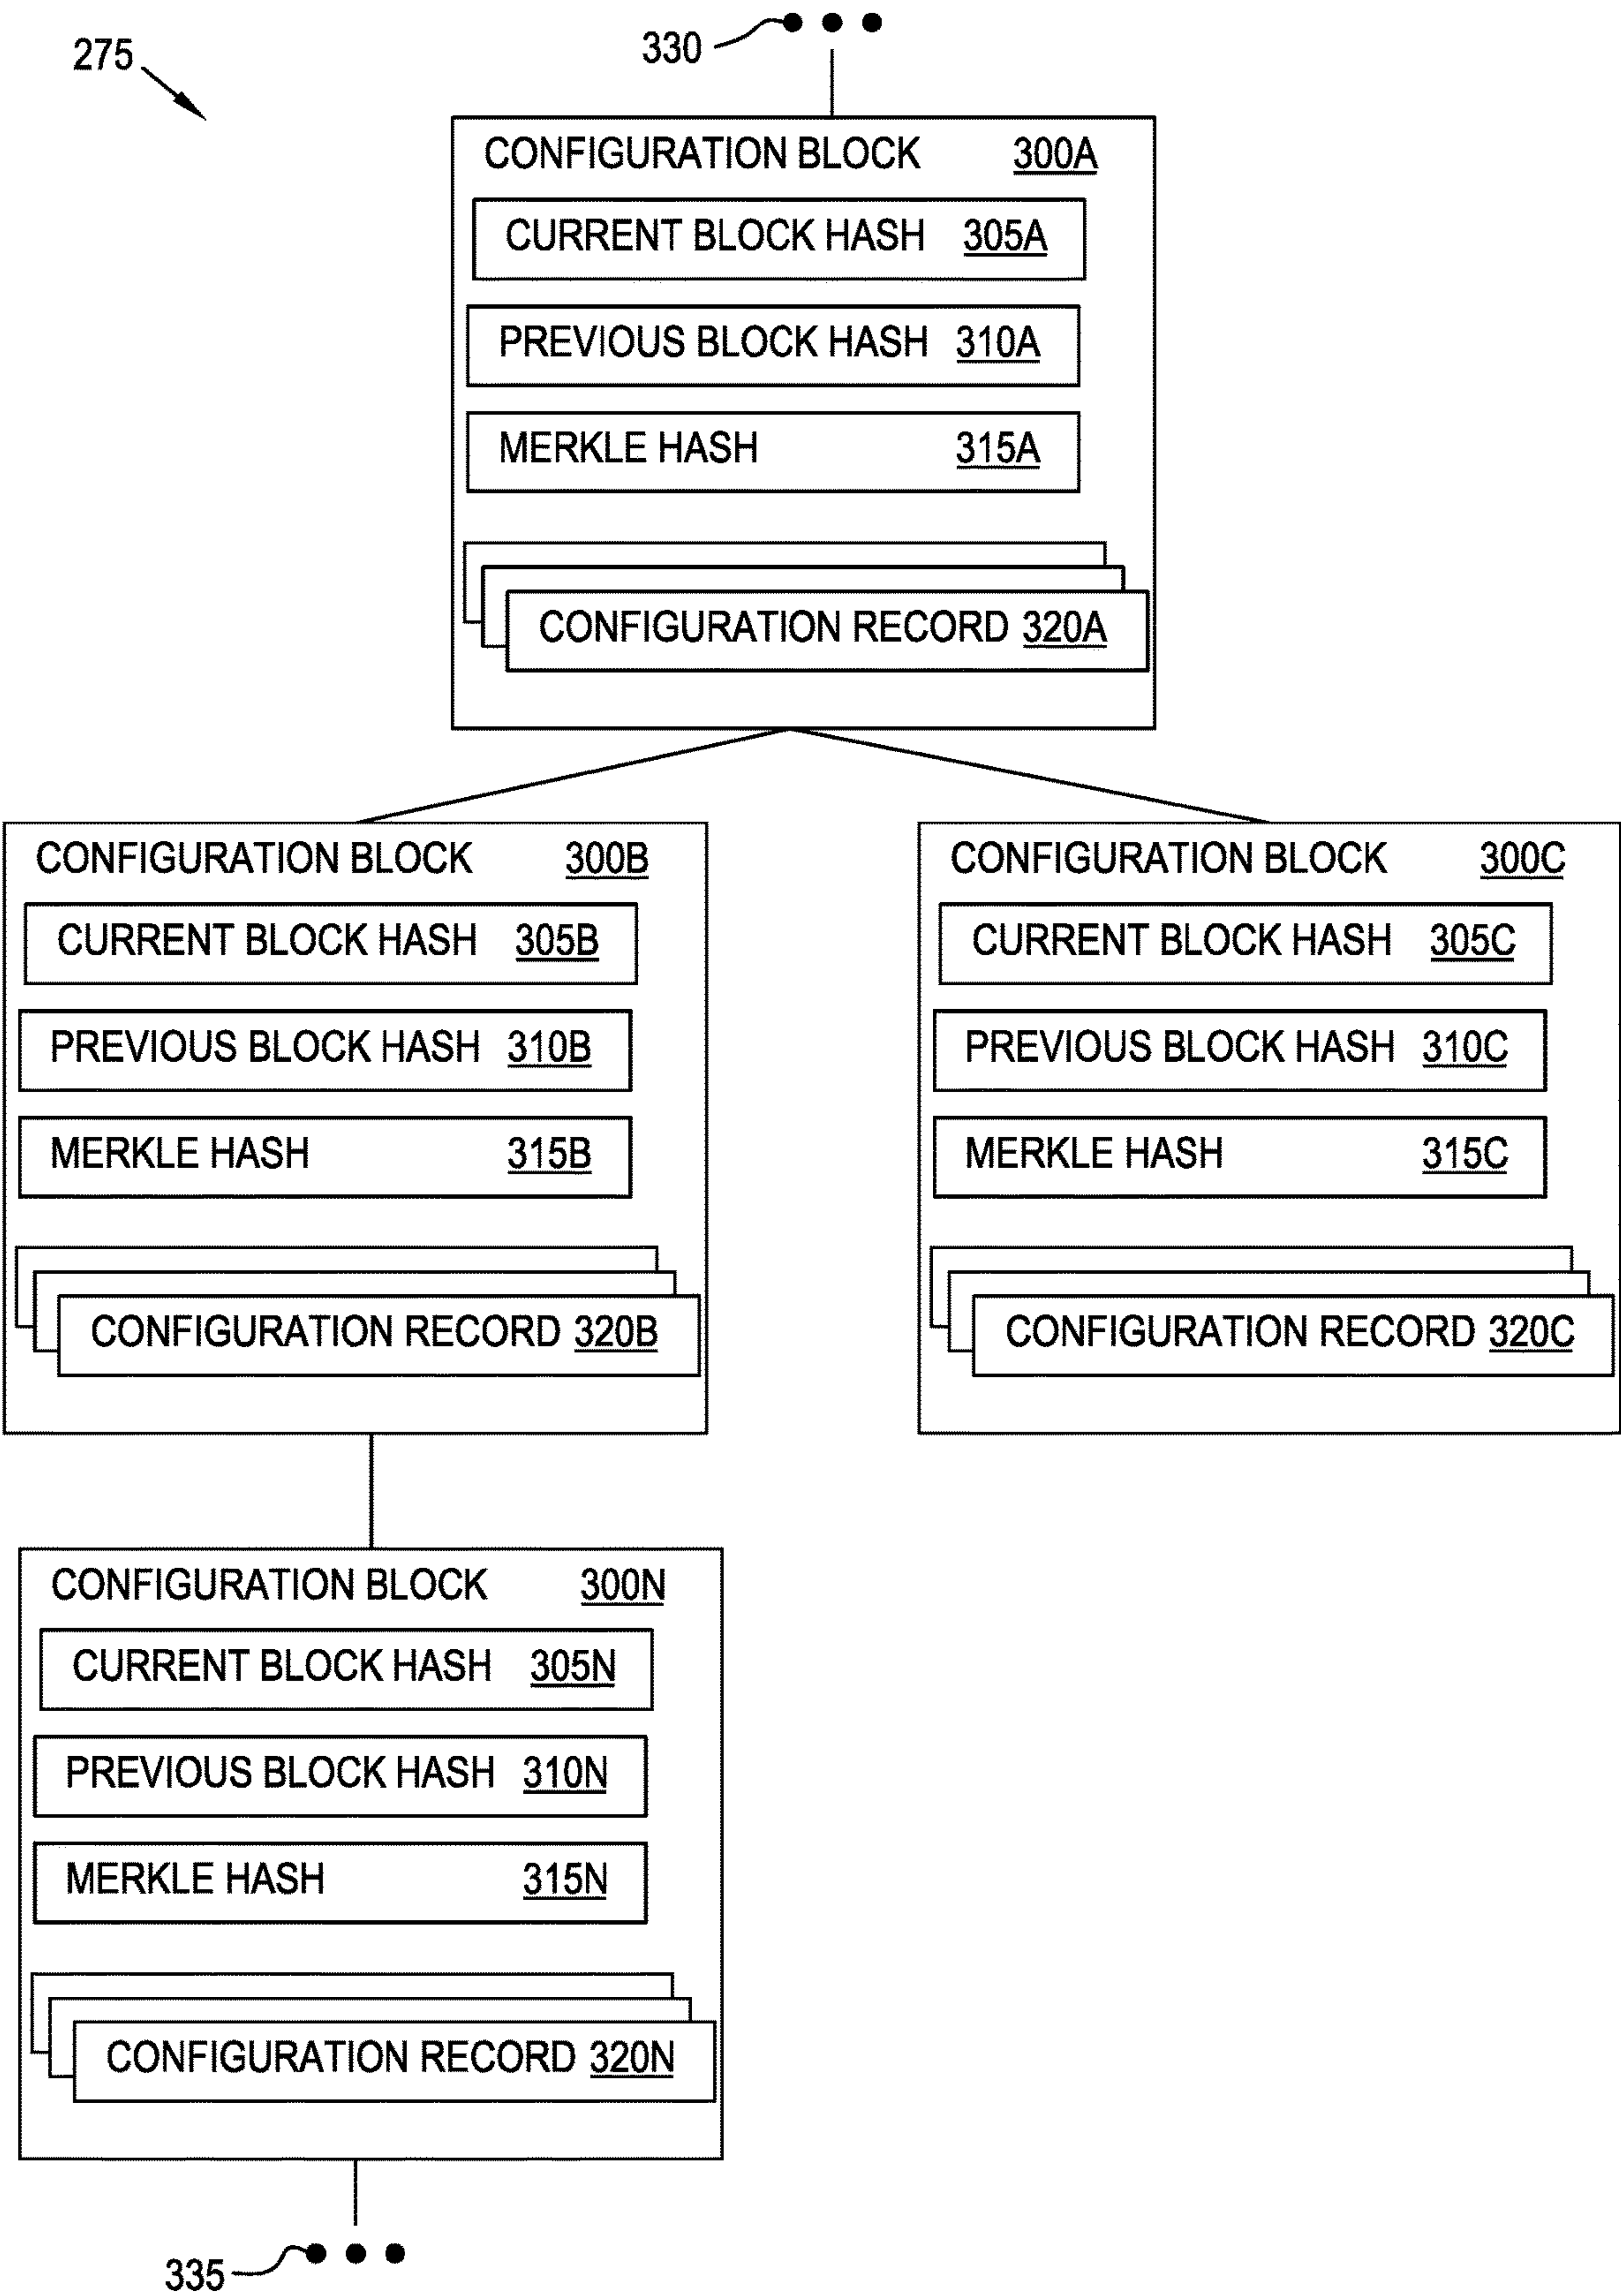 330
275
CONFIGURATION BLOCK 300A
CURRENT BLOCK HASH 305A
PREVIOUS BLOCK HASH 310A
MERKLE HASH 315A
CONFIGURATION RECORD 320A
CONFIGURATION BLOCK 300B
CURRENT BLOCK HASH 305B
PREVIOUS BLOCK HASH 310B
MERKLE HASH 315B
CONFIGURATION RECORD 320B
CONFIGURATION BLOCK 300C
CURRENT BLOCK HASH 305C
PREVIOUS BLOCK HASH 310C
MERKLE HASH 315C
CONFIGURATION RECORD 320C
CONFIGURATION BLOCK 300N
CURRENT BLOCK HASH 305N
PREVIOUS BLOCK HASH 310N
MERKLE HASH 315N
CONFIGURATION RECORD 320N
335